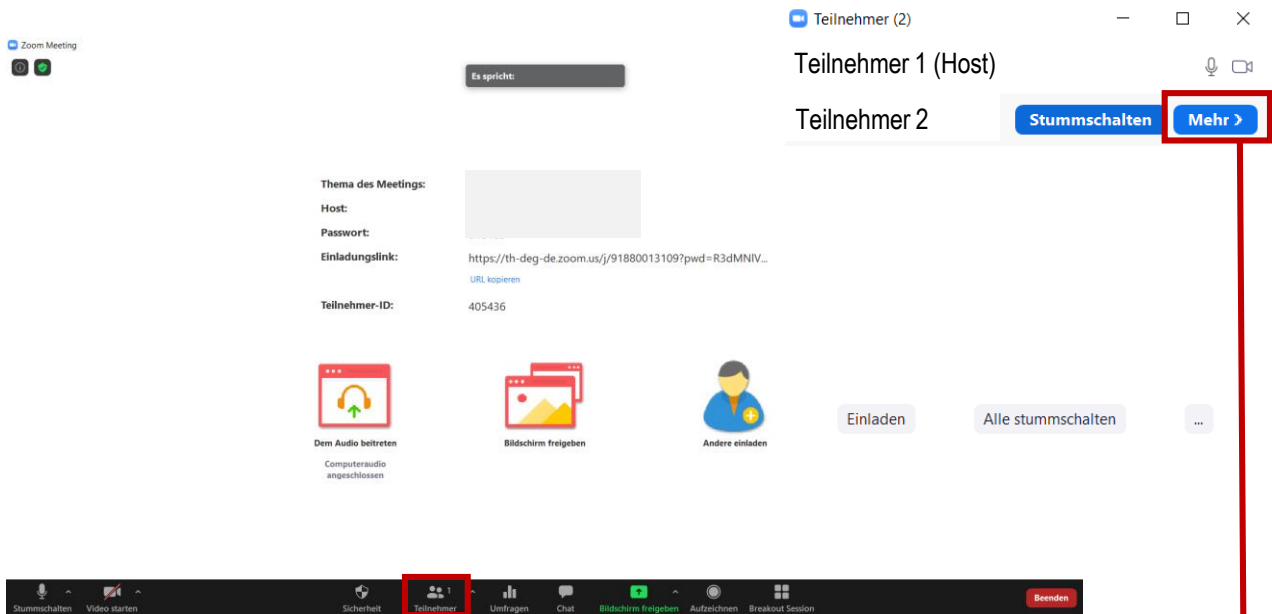 Zoom Meeting
Es spricht:
Thema des Meetings:
Host:
Passwort:
Einladungslink: https://th-deg-de.zoom.us/j/91880013109?pwd=R3dMNlV...
URL kopieren
Teilnehmer-ID: 405436
Dem Audio beitreten
Computeraudio
angeschlossen
Bildschirm freigeben
Andere einladen
Teilnehmer (2)
Teilnehmer 1 (Host)
Teilnehmer 2 Stummschalten Mehr >
Einladen Alle stummschalten ...
Stummschalten Video starten Sicherheit Teilnehmer 1 Umfragen Chat Bildschirm freigeben Aufzeichnen Breakout Session Beenden